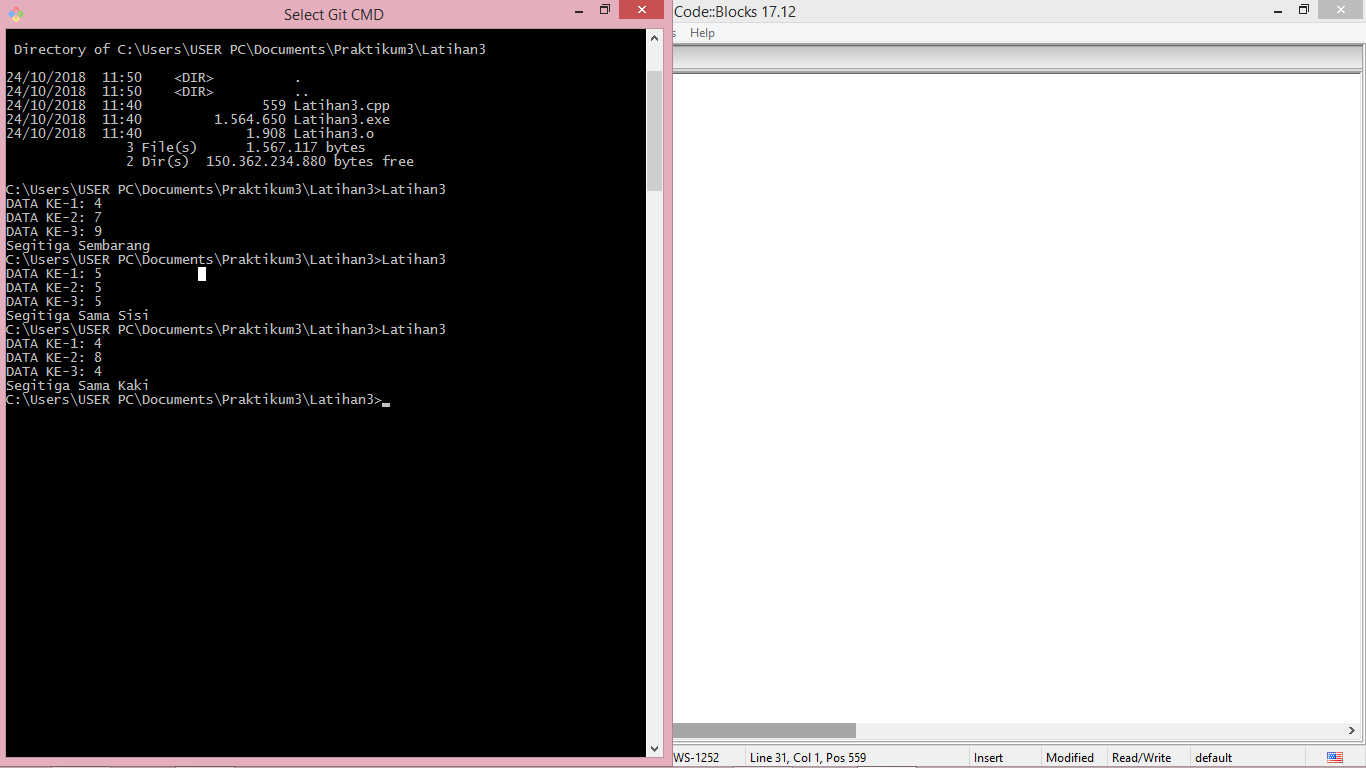 Select Git CMD
Code::Blocks 17.12
s Help
Directory of C:\Users\USER PC\Documents\Praktikum3\Latihan3
24/10/2018  11:50    <DIR>          .
24/10/2018  11:50    <DIR>          ..
24/10/2018  11:40               559 Latihan3.cpp
24/10/2018  11:40         1.564.650 Latihan3.exe
24/10/2018  11:40             1.908 Latihan3.o
3 File(s)      1.567.117 bytes
2 Dir(s)  150.362.234.880 bytes free
C:\Users\USER PC\Documents\Praktikum3\Latihan3>Latihan3
DATA KE-1: 4
DATA KE-2: 7
DATA KE-3: 9
Segitiga Sembarang
C:\Users\USER PC\Documents\Praktikum3\Latihan3>Latihan3
DATA KE-1: 5
DATA KE-2: 5
DATA KE-3: 5
Segitiga Sama Sisi
C:\Users\USER PC\Documents\Praktikum3\Latihan3>Latihan3
DATA KE-1: 4
DATA KE-2: 8
DATA KE-3: 4
Segitiga Sama Kaki
C:\Users\USER PC\Documents\Praktikum3\Latihan3>_
WS-1252 Line 31, Col 1, Pos 559 Insert Modified Read/Write default